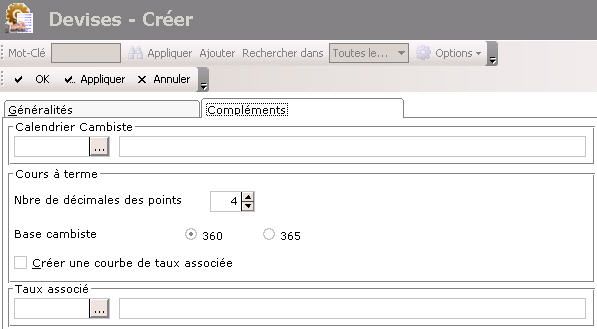 Devises - Créer
Mot-Clé Appliquer Ajouter Rechercher dans Toutes le... Options
OK Appliquer Annuler
Généralités Compléments
Calendrier Cambiste
...
Cours à terme
Nbre de décimales des points 4
Base cambiste 360 365
Créer une courbe de taux associée
Taux associé
...